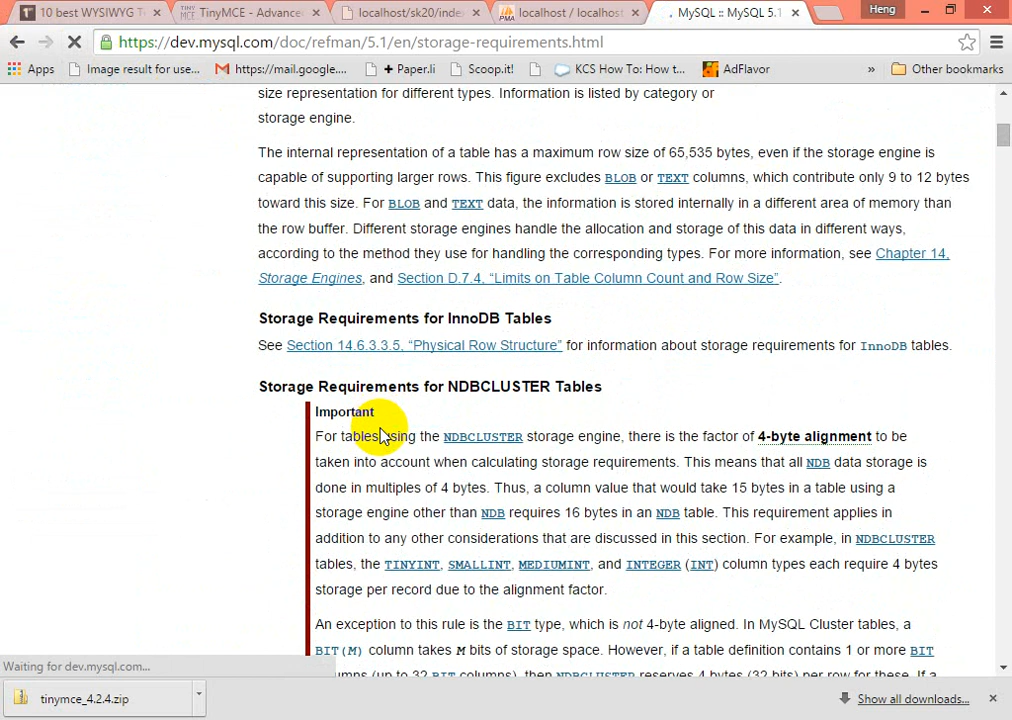 10 best WYSIWYG T
TinyMCE - Advance
localhost/sk20/inde
localhost / localhost
MySQL :: MySQL 5.1
Heng
https://dev.mysql.com/doc/refman/5.1/en/storage-requirements.html
Apps
Image result for use...
https://mail.google....
+ Paper.li
Scoop.it!
KCS How To: How t...
AdFlavor
»
Other bookmarks
size representation for different types. Information is listed by category or
storage engine.
The internal representation of a table has a maximum row size of 65,535 bytes, even if the storage engine is
capable of supporting larger rows. This figure excludes BLOB or TEXT columns, which contribute only 9 to 12 bytes
toward this size. For BLOB and TEXT data, the information is stored internally in a different area of memory than
the row buffer. Different storage engines handle the allocation and storage of this data in different ways,
according to the method they use for handling the corresponding types. For more information, see Chapter 14,
Storage Engines, and Section D.7.4, “Limits on Table Column Count and Row Size”.
Storage Requirements for InnoDB Tables
See Section 14.6.3.3.5, “Physical Row Structure” for information about storage requirements for InnoDB tables.
Storage Requirements for NDBCLUSTER Tables
Important
For tables using the NDBCLUSTER storage engine, there is the factor of 4-byte alignment to be
taken into account when calculating storage requirements. This means that all NDB data storage is
done in multiples of 4 bytes. Thus, a column value that would take 15 bytes in a table using a
storage engine other than NDB requires 16 bytes in an NDB table. This requirement applies in
addition to any other considerations that are discussed in this section. For example, in NDBCLUSTER
tables, the TINYINT, SMALLINT, MEDIUMINT, and INTEGER (INT) column types each require 4 bytes
storage per record due to the alignment factor.
An exception to this rule is the BIT type, which is not 4-byte aligned. In MySQL Cluster tables, a
BIT(M) column takes M bits of storage space. However, if a table definition contains 1 or more BIT
columns (up to 32 BIT columns), then NDBCLUSTER reserves 4 bytes (32 bits) per row for these. If a
Waiting for dev.mysql.com...
tinymce_4.2.4.zip
Show all downloads...